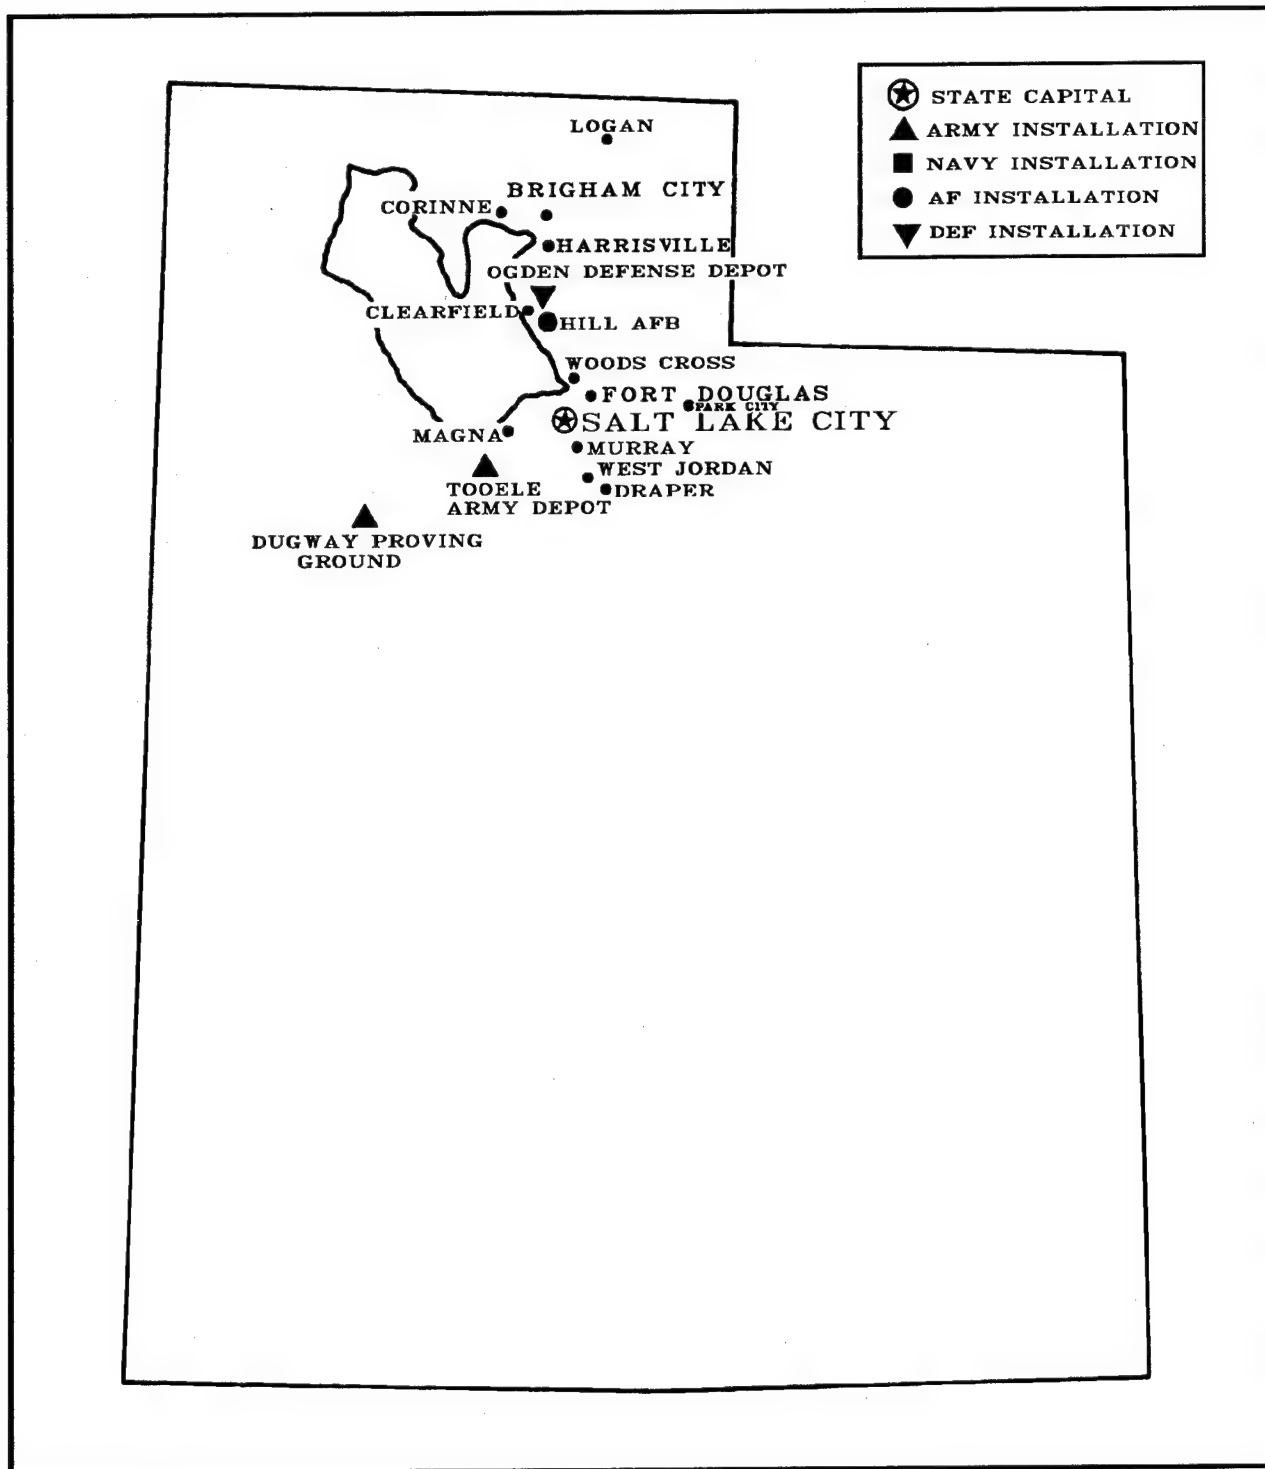 STATE CAPITAL
ARMY INSTALLATION
NAVY INSTALLATION
AF INSTALLATION
DEF INSTALLATION
LOGAN
BRIGHAM CITY
CORINNE
HARRISVILLE
OGDEN DEFENSE DEPOT
CLEARFIELD
HILL AFB
WOODS CROSS
FORT DOUGLAS
PARK CITY
SALT LAKE CITY
MAGNA
MURRAY
WEST JORDAN
TOOELE
DRAPER
ARMY DEPOT
DUGWAY PROVING
GROUND